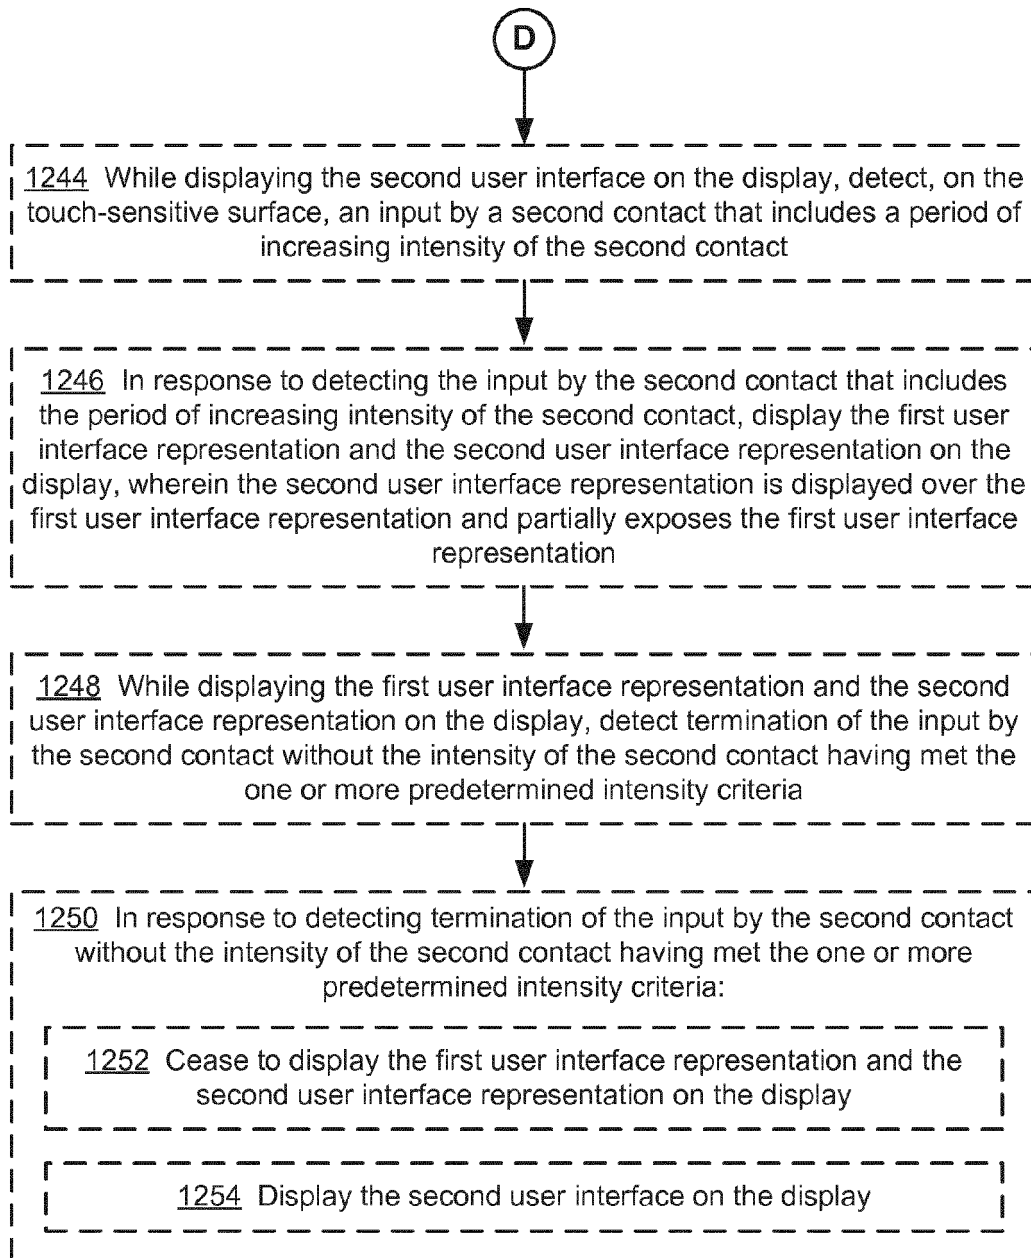 D
1244 While displaying the second user interface on the display, detect, on the
touch-sensitive surface, an input by a second contact that includes a period of
increasing intensity of the second contact
1246 In response to detecting the input by the second contact that includes
the period of increasing intensity of the second contact, display the first user
interface representation and the second user interface representation on the
display, wherein the second user interface representation is displayed over the
first user interface representation and partially exposes the first user interface
representation
1248 While displaying the first user interface representation and the second
user interface representation on the display, detect termination of the input by
the second contact without the intensity of the second contact having met the
one or more predetermined intensity criteria
1250 In response to detecting termination of the input by the second contact
without the intensity of the second contact having met the one or more
predetermined intensity criteria:
1252 Cease to display the first user interface representation and the
second user interface representation on the display
1254 Display the second user interface on the display